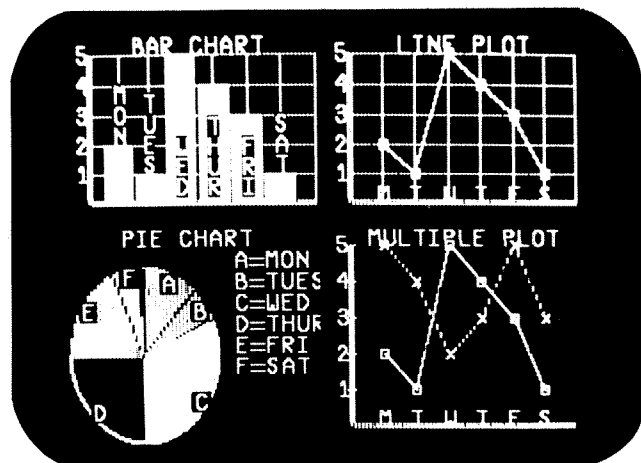 BAR CHART
5
4
3
2
1
MON
TUES
WED
THUR
FRI
SAT
LINE PLOT
5
4
3
2
1
M T W T F S
PIE CHART
A=MON
B=TUES
C=WED
D=THUR
E=FRI
F=SAT
F
A
B
E
D
C
MULTIPLE PLOT
5
4
3
2
1
M T W T F S